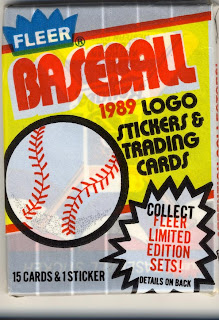 FLEER®
BASEBALL
1989 LOGO
STICKERS &
TRADING
CARDS
COLLECT
FLEER
LIMITED
EDITION
SETS!
DETAILS ON BACK
15 CARDS & 1 STICKER